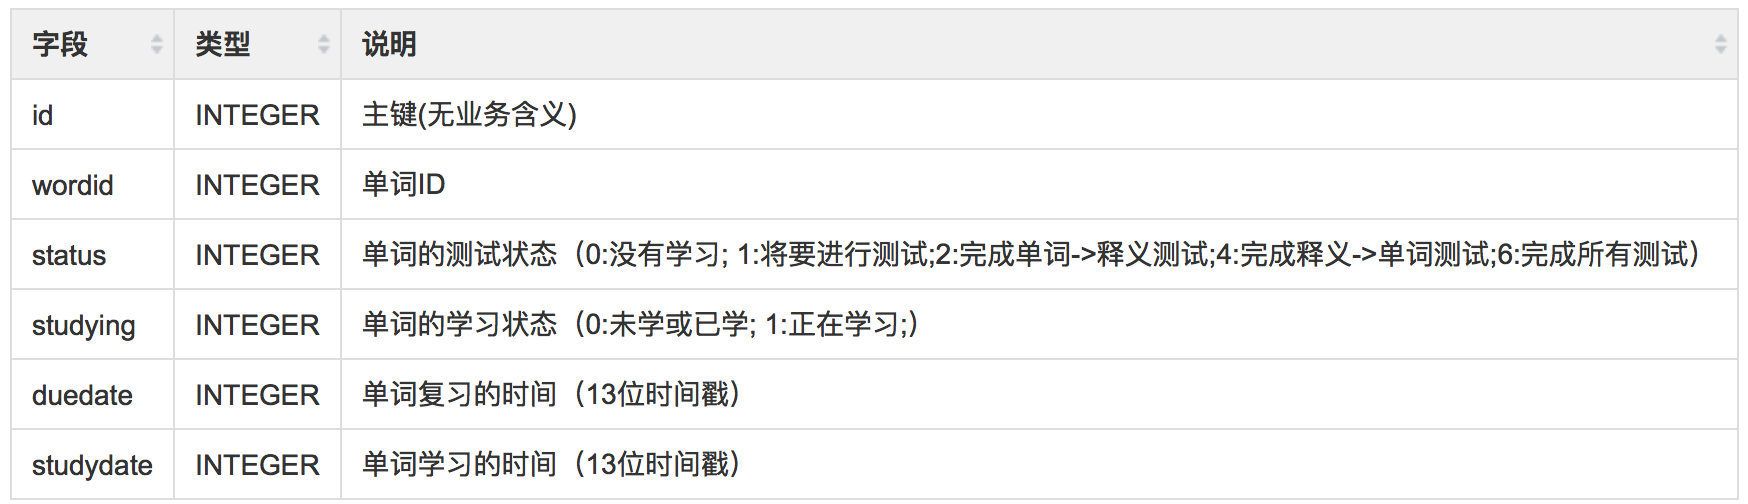 字段 类型 说明
id INTEGER 主键(无业务含义)
wordid INTEGER 单词ID
status INTEGER 单词的测试状态（0:没有学习; 1:将要进行测试;2:完成单词->释义测试;4:完成释义->单词测试;6:完成所有测试）
studying INTEGER 单词的学习状态（0:未学或已学; 1:正在学习;）
duedate INTEGER 单词复习的时间（13位时间戳）
studydate INTEGER 单词学习的时间（13位时间戳）